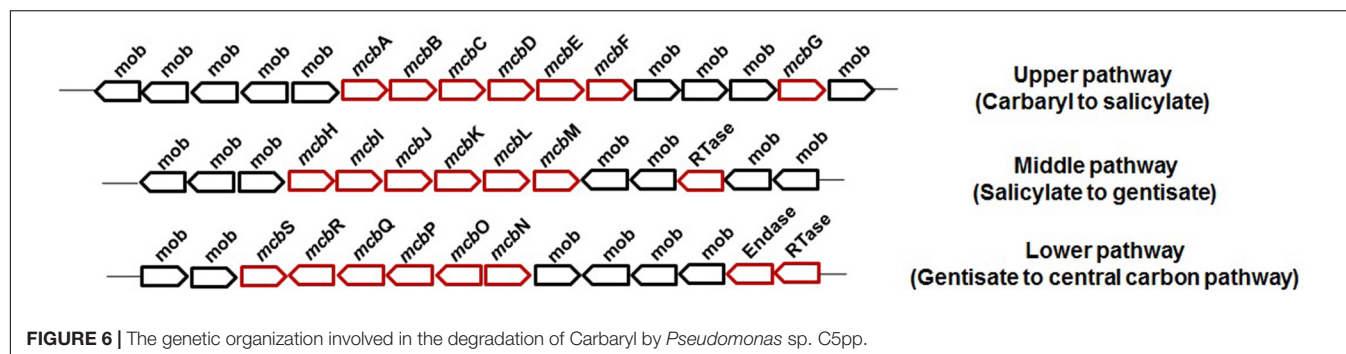 mob mob mob mob mob mcbA mcbB mcbC mcbD mcbE mcbF mob mob mob mcbG mob
Upper pathway
(Carbaryl to salicylate)
mob mob mob mcbH mcbI mcbJ mcbK mcbL mcbM mob mob RTase mob mob
Middle pathway
(Salicylate to gentisate)
mob mob mcbS mcbR mcbQ mcbP mcbO mcbN mob mob mob mob Endase RTase
Lower pathway
(Gentisate to central carbon pathway)
FIGURE 6 | The genetic organization involved in the degradation of Carbaryl by Pseudomonas sp. C5pp.